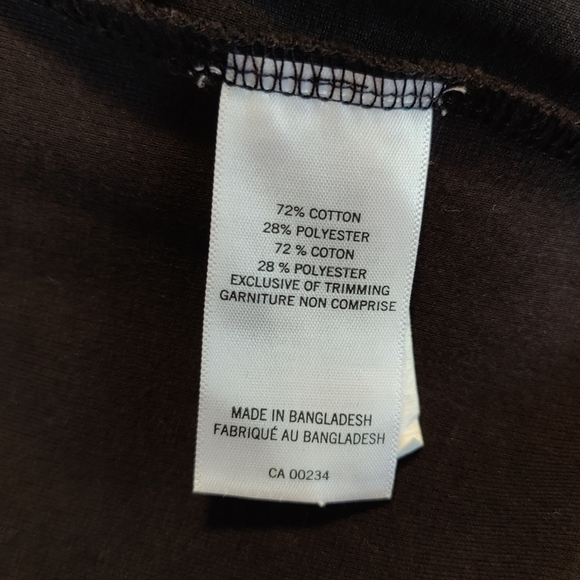 72% COTTON
28% POLYESTER
72 % COTON
28 % POLYESTER
EXCLUSIVE OF TRIMMING
GARNITURE NON COMPRISE
MADE IN BANGLADESH
FABRIQUÉ AU BANGLADESH
CA 00234